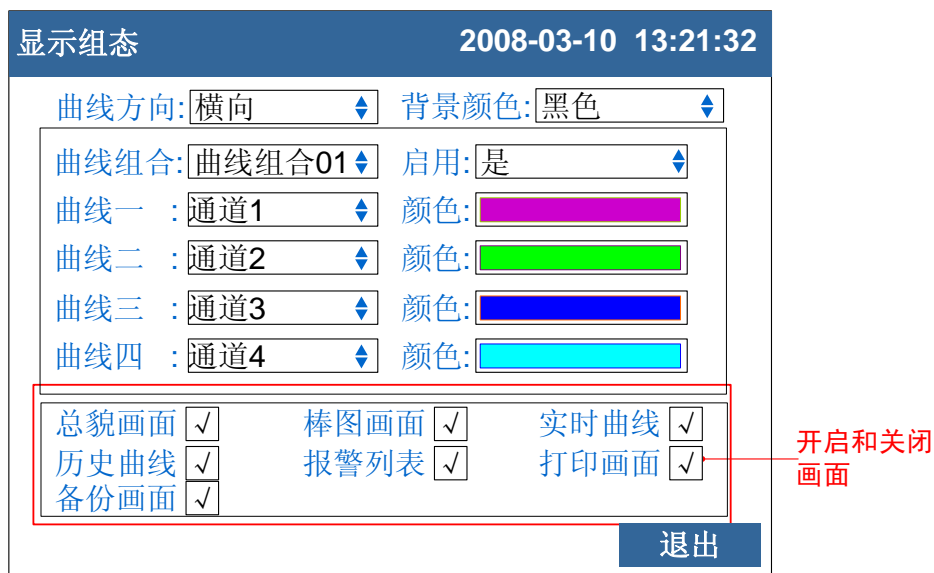 显示组态 2008-03-10 13:21:32
曲线方向: 横向 背景颜色: 黑色
曲线组合: 曲线组合01 启用: 是
曲线一 : 通道1 颜色:
曲线二 : 通道2 颜色:
曲线三 : 通道3 颜色:
曲线四 : 通道4 颜色:
总貌画面 √ 棒图画面 √ 实时曲线 √
历史曲线 √ 报警列表 √ 打印画面 √
备份画面 √
开启和关闭
画面
退出